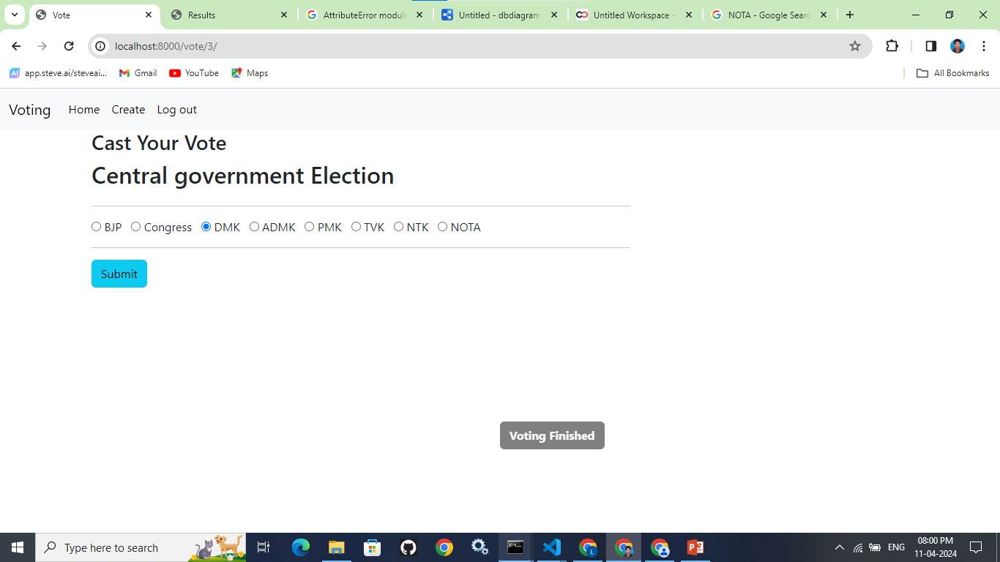 Vote
Results
AttributeError module
Untitled - dbdiagram.
Untitled Workspace -
NOTA - Google Searc
localhost:8000/vote/3/
app.steve.ai/steveai...
Gmail
YouTube
Maps
All Bookmarks
Voting Home Create Log out
Cast Your Vote
Central government Election
BJP Congress DMK ADMK PMK TVK NTK NOTA
Submit
Voting Finished
Type here to search
ENG
08:00 PM
11-04-2024